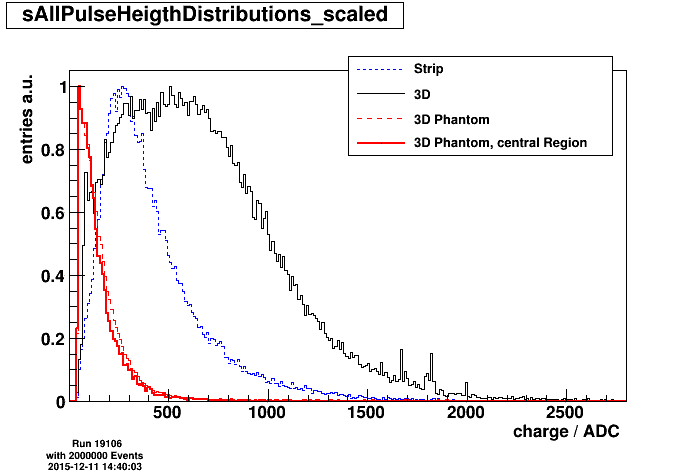 sAllPulseHeigthDistributions_scaled
Strip
3D
3D Phantom
3D Phantom, central Region
entries a.u.
1
0.8
0.6
0.4
0.2
0
500
1000
1500
2000
2500
charge / ADC
Run 19106
with 2000000 Events
2015-12-11 14:40:03